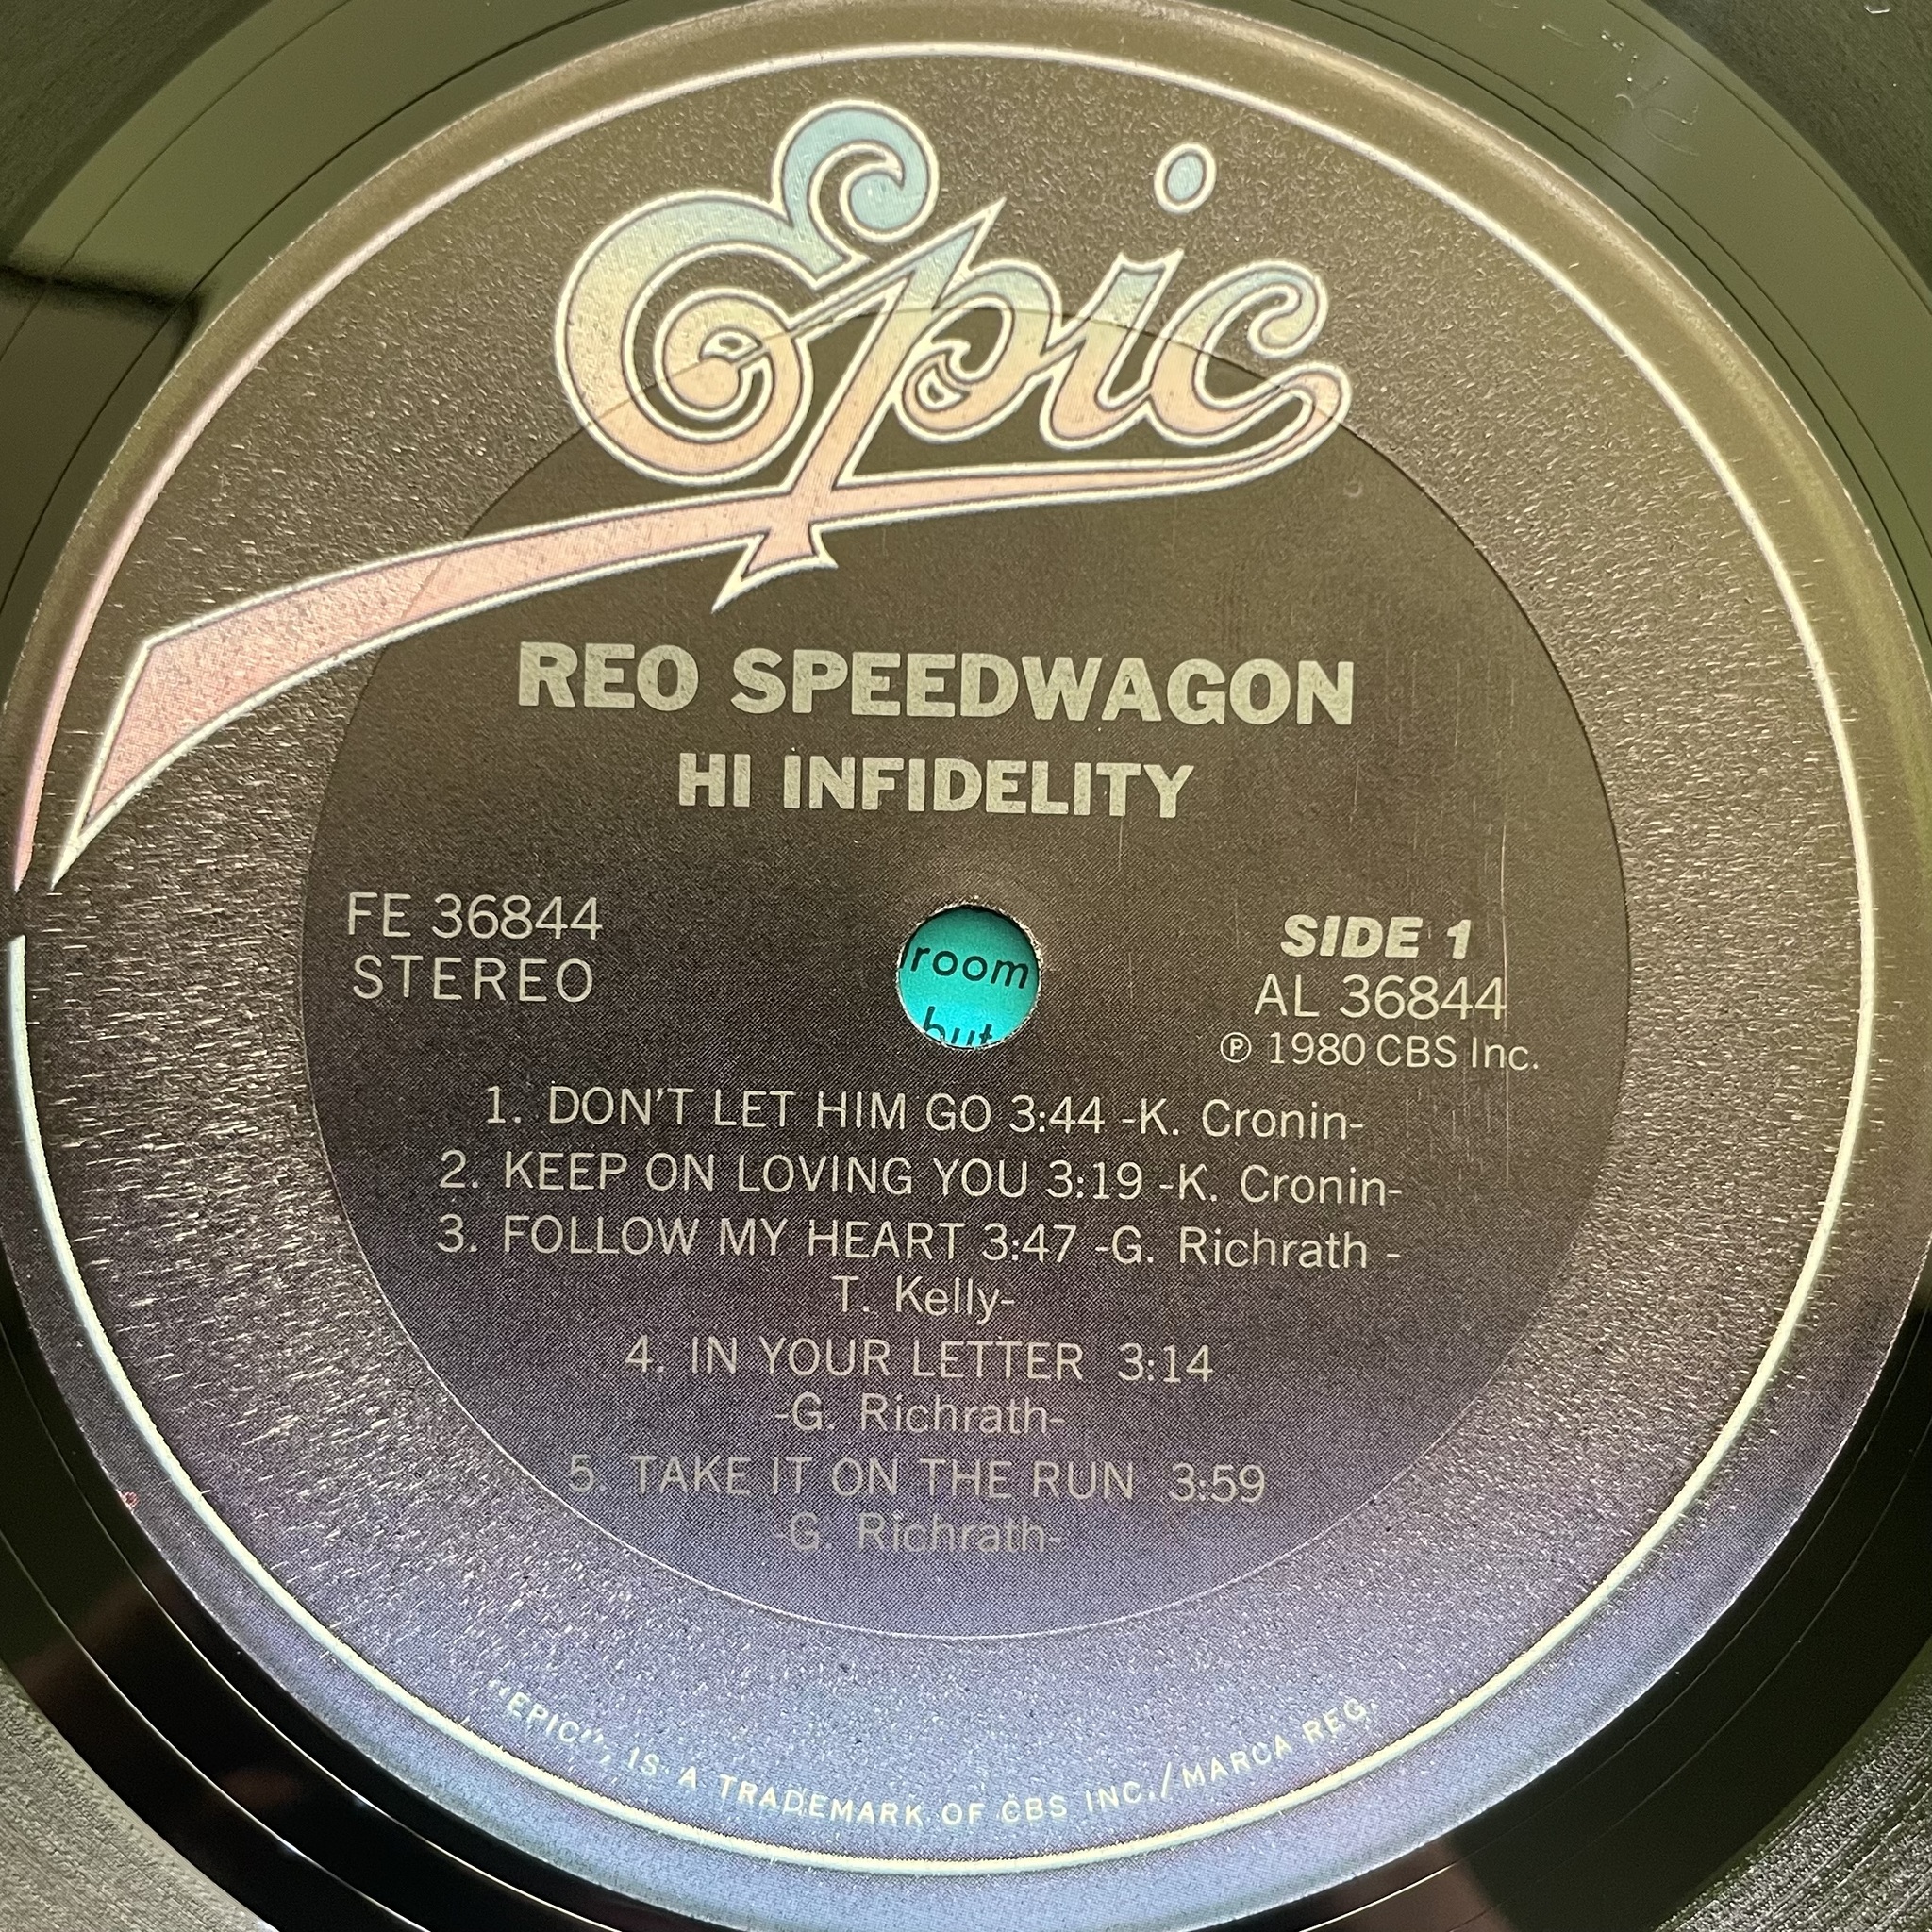 Epic
REO SPEEDWAGON
HI INFIDELITY
FE 36844
STEREO
SIDE 1
AL 36844
℗ 1980 CBS Inc.
room
but
1. DON'T LET HIM GO 3:44 -K. Cronin-
2. KEEP ON LOVING YOU 3:19 -K. Cronin-
3. FOLLOW MY HEART 3:47 -G. Richrath -
T. Kelly-
4. IN YOUR LETTER 3:14
-G. Richrath-
5. TAKE IT ON THE RUN 3:59
-G. Richrath-
"EPIC", IS A TRADEMARK OF CBS INC./MARCA REG.